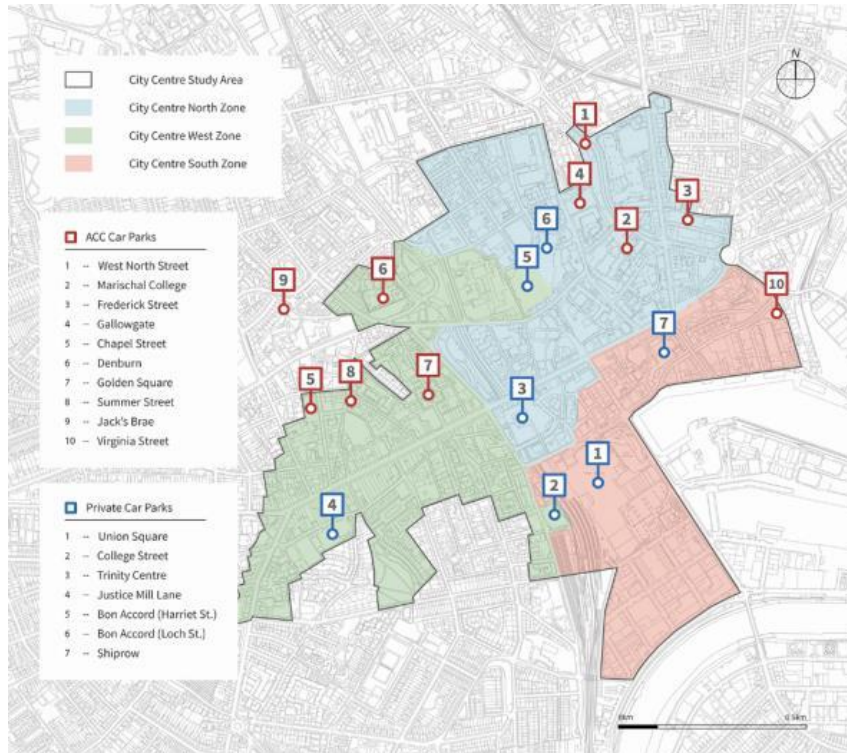 City Centre Study Area
City Centre North Zone
City Centre West Zone
City Centre South Zone
ACC Car Parks
1 -- West North Street
2 -- Marischal College
3 -- Frederick Street
4 -- Gallowgate
5 -- Chapel Street
6 -- Denburn
7 -- Golden Square
8 -- Summer Street
9 -- Jack's Brae
10 -- Virginia Street
Private Car Parks
1 -- Union Square
2 -- College Street
3 -- Trinity Centre
4 -- Justice Mill Lane
5 -- Bon Accord (Harriet St.)
6 -- Bon Accord (Loch St.)
7 -- Shiprow
N
1
4
3
6
2
5
6
9
10
7
8
7
5
3
1
2
4
0.5km